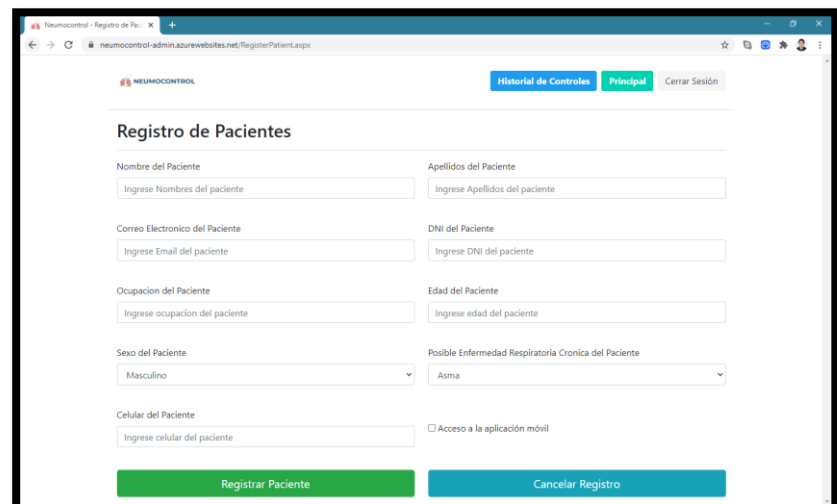 Neumocontrol - Registro de Pac
neumocontrol-admin.azurewebsites.net/RegisterPatient.aspx
NEUMOCONTROL
Historial de Controles Principal Cerrar Sesión
Registro de Pacientes
Nombre del Paciente Apellidos del Paciente
Ingrese Nombres del paciente Ingrese Apellidos del paciente
Correo Electronico del Paciente DNI del Paciente
Ingrese Email del paciente Ingrese DNI del paciente
Ocupacion del Paciente Edad del Paciente
Ingrese ocupacion del paciente Ingrese edad del paciente
Sexo del Paciente Posible Enfermedad Respiratoria Cronica del Paciente
Masculino Asma
Celular del Paciente
Ingrese celular del paciente Acceso a la aplicación móvil
Registrar Paciente Cancelar Registro